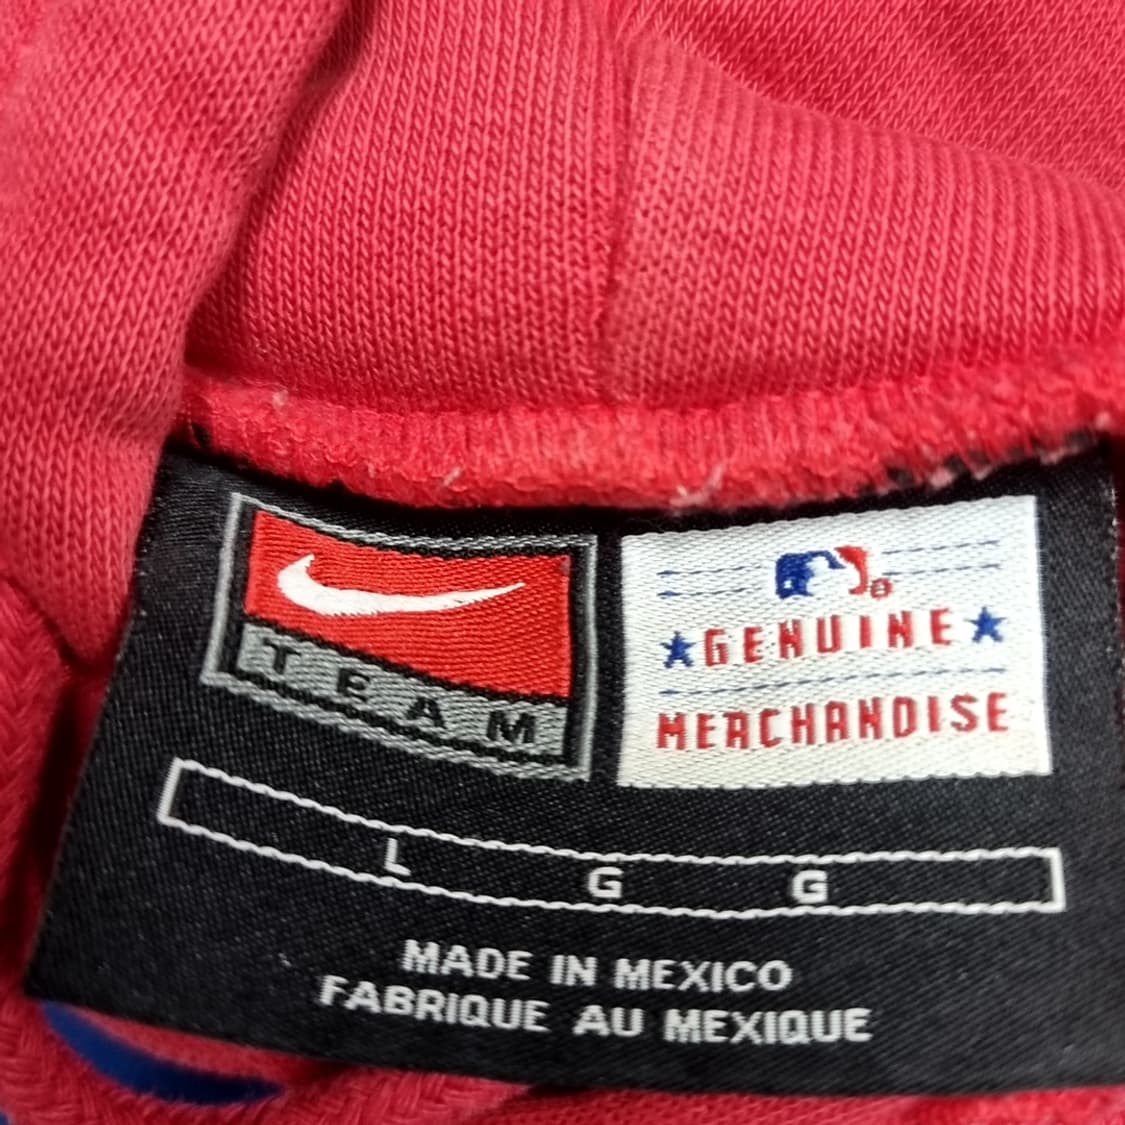 TEAM
GENUINE
MERCHANDISE
L G G
MADE IN MEXICO
FABRIQUE AU MEXIQUE